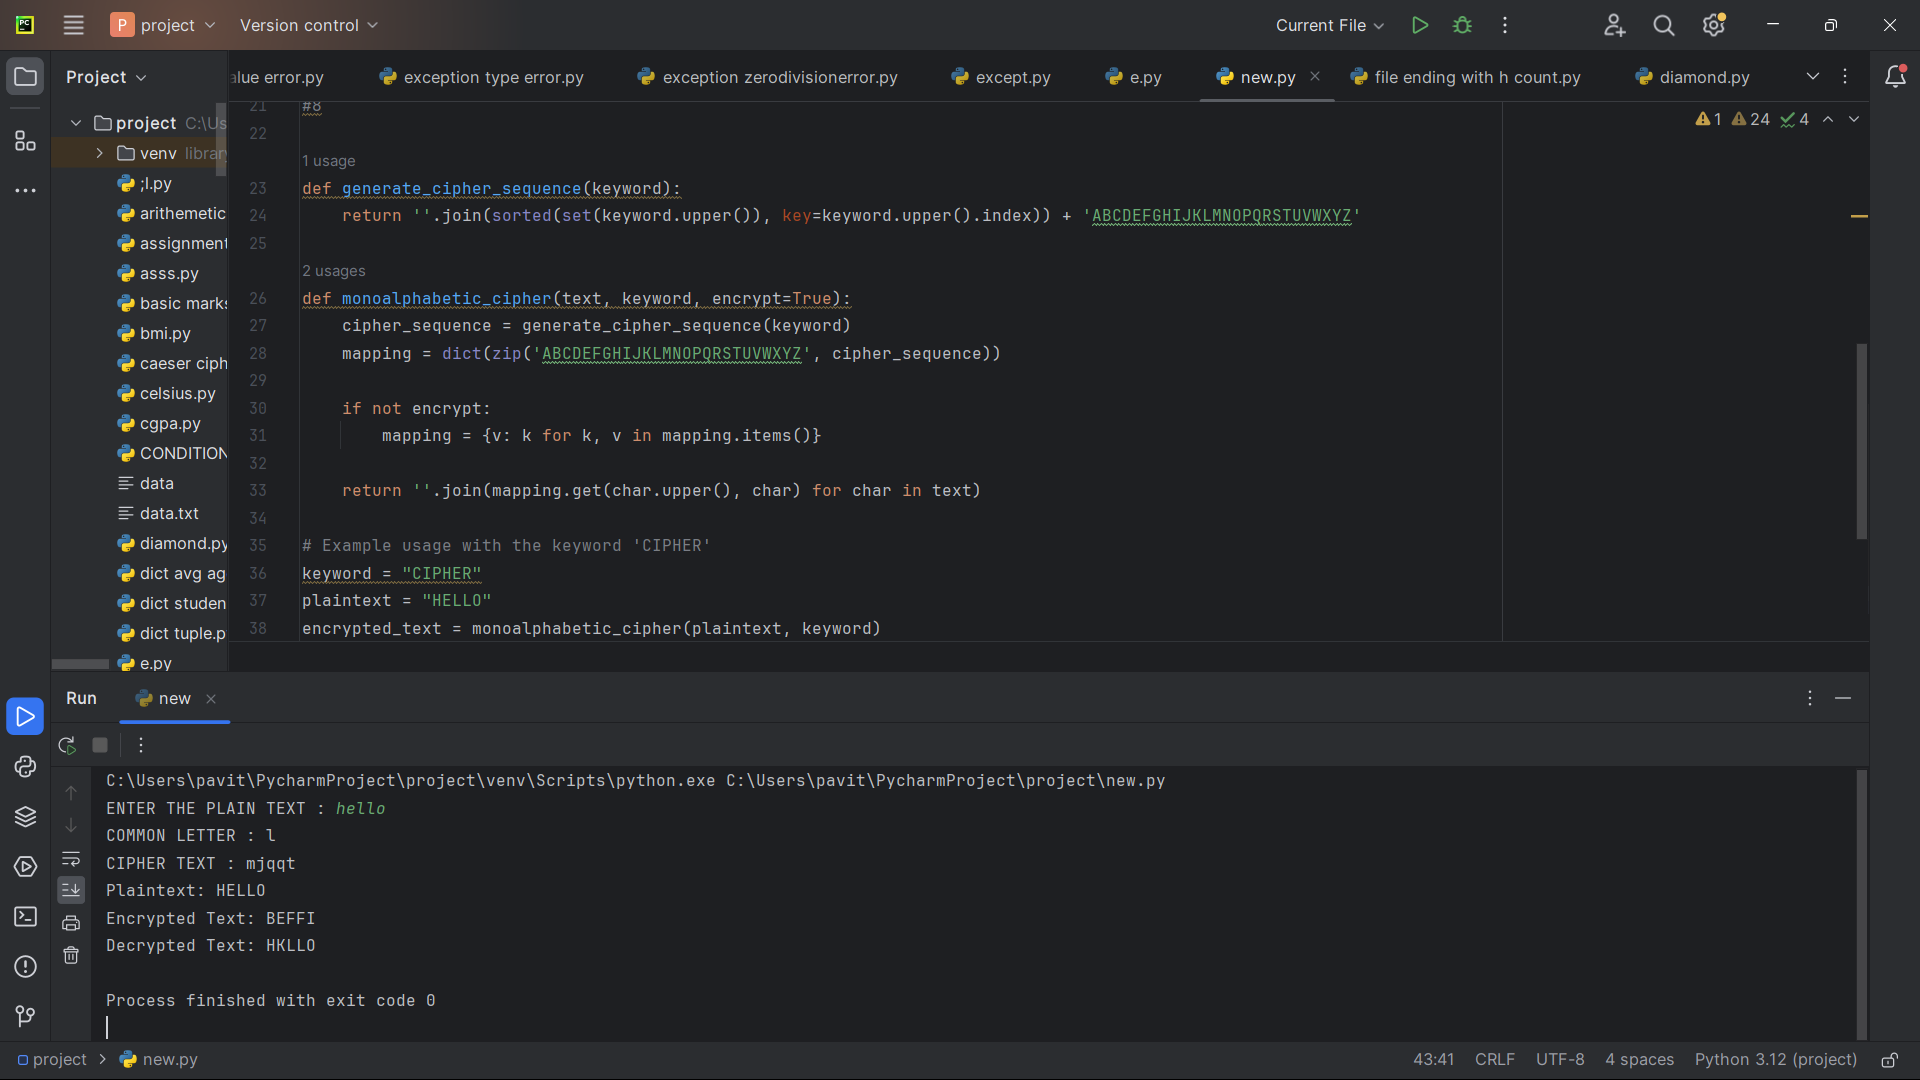 P project Version control Current File
Project
alue error.py exception type error.py exception zerodivisionerror.py except.py e.py new.py file ending with h count.py diamond.py
project C:\Us
venv library
;l.py
arithemetic
assignment
asss.py
basic marks
bmi.py
caeser ciph
celsius.py
cgpa.py
CONDITION
data
data.txt
diamond.py
dict avg ag
dict studen
dict tuple.p
e.py
1 24 4
21 #8
22
1 usage
23 def generate_cipher_sequence(keyword):
24 return ''.join(sorted(set(keyword.upper()), key=keyword.upper().index)) + 'ABCDEFGHIJKLMNOPQRSTUVWXYZ'
25
2 usages
26 def monoalphabetic_cipher(text, keyword, encrypt=True):
27 cipher_sequence = generate_cipher_sequence(keyword)
28 mapping = dict(zip('ABCDEFGHIJKLMNOPQRSTUVWXYZ', cipher_sequence))
29
30 if not encrypt:
31 mapping = {v: k for k, v in mapping.items()}
32
33 return ''.join(mapping.get(char.upper(), char) for char in text)
34
35 # Example usage with the keyword 'CIPHER'
36 keyword = "CIPHER"
37 plaintext = "HELLO"
38 encrypted_text = monoalphabetic_cipher(plaintext, keyword)
Run new
C:\Users\pavit\PycharmProject\project\venv\Scripts\python.exe C:\Users\pavit\PycharmProject\project\new.py
ENTER THE PLAIN TEXT : hello
COMMON LETTER : l
CIPHER TEXT : mjqqt
Plaintext: HELLO
Encrypted Text: BEFFI
Decrypted Text: HKLLO
Process finished with exit code 0
project > new.py 43:41 CRLF UTF-8 4 spaces Python 3.12 (project)